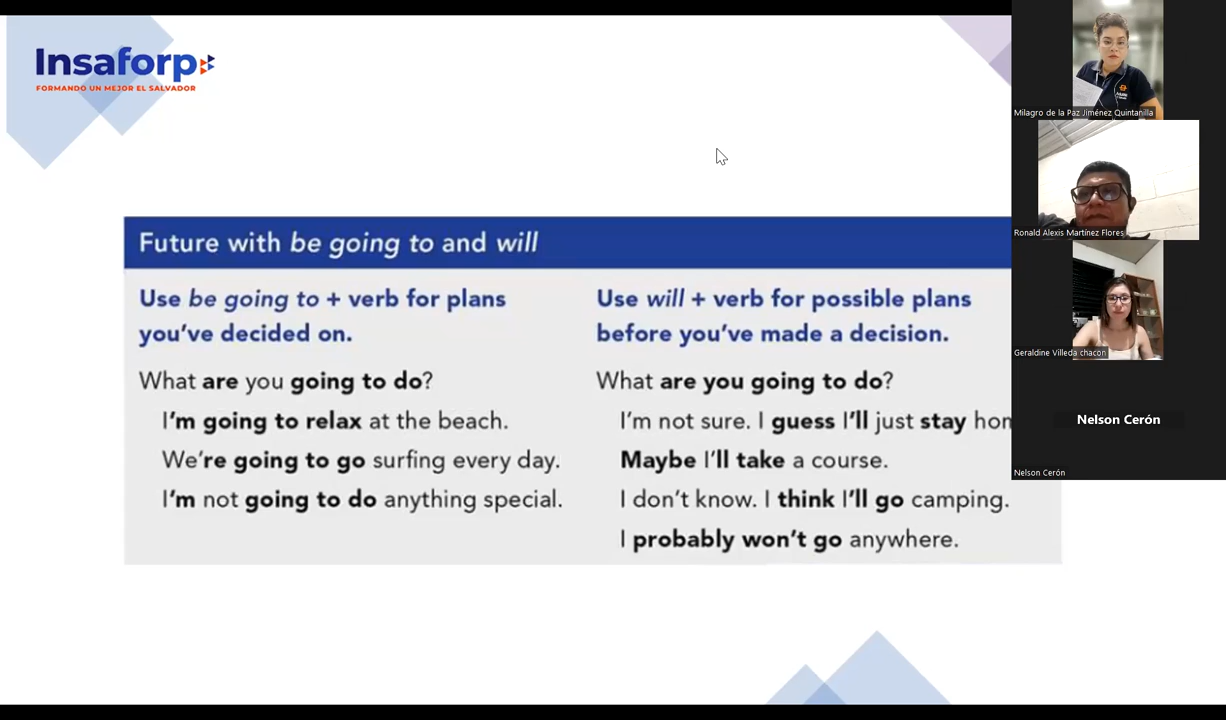 Insaforp
FORMANDO UN MEJOR EL SALVADOR
Future with be going to and will
Use be going to + verb for plans
you've decided on.
What are you going to do?
I'm going to relax at the beach.
We're going to go surfing every day.
I'm not going to do anything special.
Use will + verb for possible plans
before you've made a decision.
What are you going to do?
I'm not sure. I guess I'll just stay hom
Maybe I'll take a course.
I don't know. I think I'll go camping.
I probably won't go anywhere.
Milagro de la Paz Jiménez Quintanilla
Ronald Alexis Martínez Flores
Geraldine Villeda chacon
Nelson Cerón
Nelson Cerón